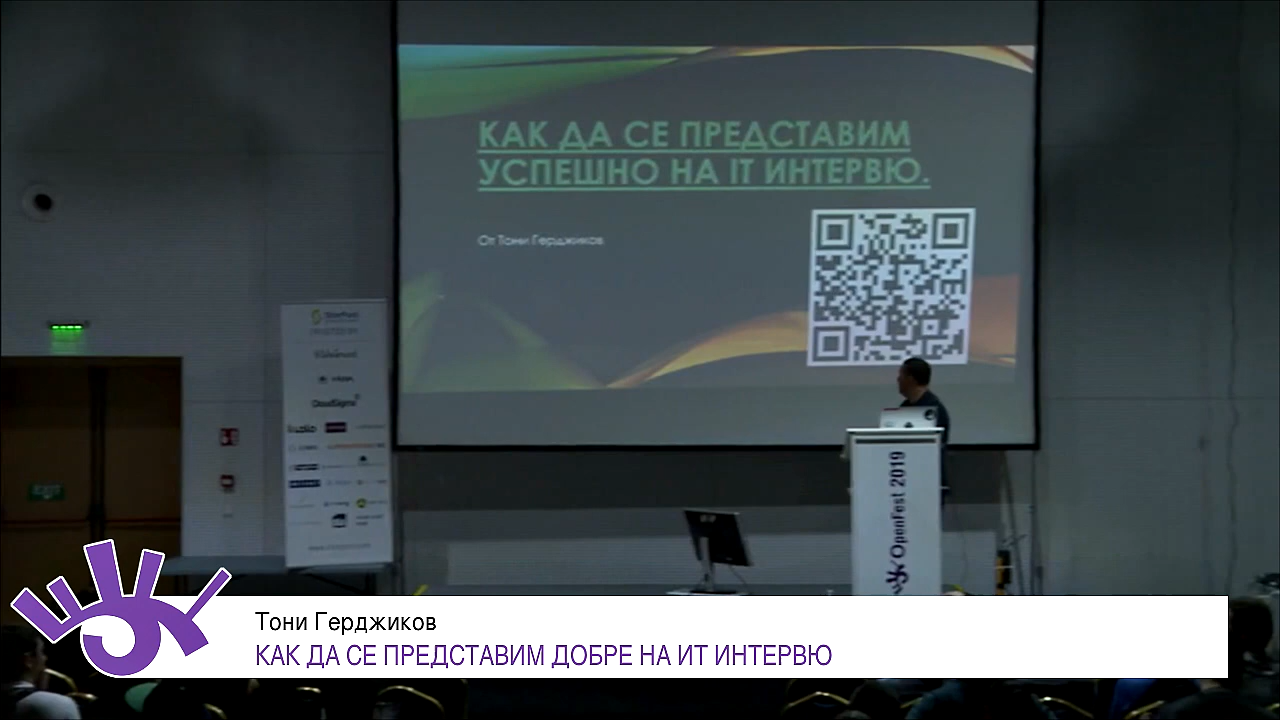 КАК ДА СЕ ПРЕДСТАВИМ
УСПЕШНО НА IT ИНТЕРВЮ.
От Тони Герджиков
EXIT
OpenFest 2019
Тони Герджиков
КАК ДА СЕ ПРЕДСТАВИМ ДОБРЕ НА ИТ ИНТЕРВЮ